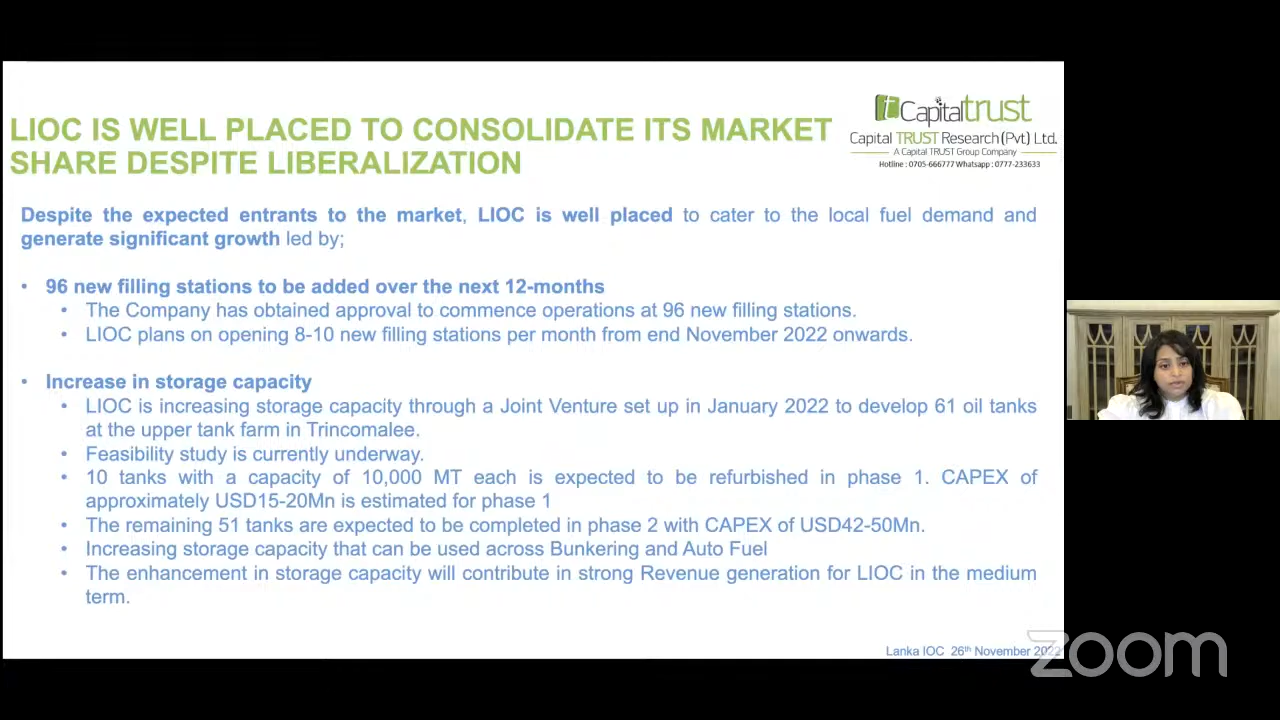 LIOC IS WELL PLACED TO CONSOLIDATE ITS MARKET
SHARE DESPITE LIBERALIZATION
Capitaltrust
Capital TRUST Research (Pvt) Ltd.
A Capital TRUST Group Company
Hotline : 0705-666777 Whatsapp : 0777-233633
Despite the expected entrants to the market, LIOC is well placed to cater to the local fuel demand and
generate significant growth led by;
• 96 new filling stations to be added over the next 12-months
• The Company has obtained approval to commence operations at 96 new filling stations.
• LIOC plans on opening 8-10 new filling stations per month from end November 2022 onwards.
• Increase in storage capacity
• LIOC is increasing storage capacity through a Joint Venture set up in January 2022 to develop 61 oil tanks
at the upper tank farm in Trincomalee.
• Feasibility study is currently underway.
• 10 tanks with a capacity of 10,000 MT each is expected to be refurbished in phase 1. CAPEX of
approximately USD15-20Mn is estimated for phase 1
• The remaining 51 tanks are expected to be completed in phase 2 with CAPEX of USD42-50Mn.
• Increasing storage capacity that can be used across Bunkering and Auto Fuel
• The enhancement in storage capacity will contribute in strong Revenue generation for LIOC in the medium
term.
Lanka IOC 26th November 2022
zoom